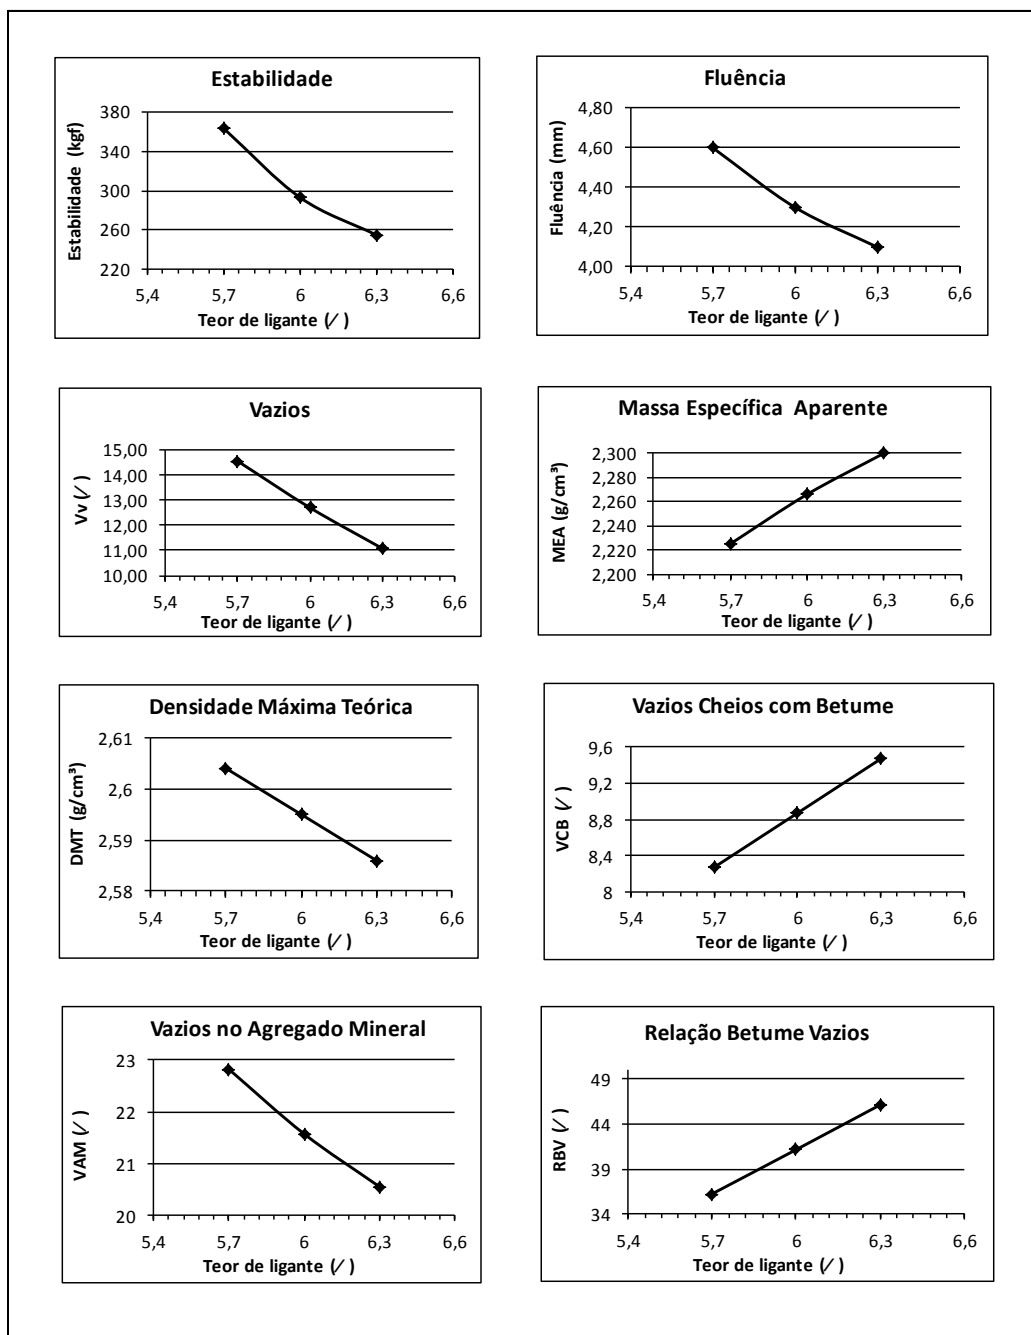 Estabilidade
Estabilidade (kgf)
380
340
300
260
220
5,4 5,7 6 6,3 6,6
Teor de ligante (⁄ )
Fluência
Fluência (mm)
4,80
4,60
4,40
4,20
4,00
5,4 5,7 6 6,3 6,6
Teor de ligante (⁄ )
Vazios
Vv (⁄ )
15,00
14,00
13,00
12,00
11,00
10,00
5,4 5,7 6 6,3 6,6
Teor de ligante (⁄ )
Massa Específica Aparente
MEA (g/cm³)
2,300
2,280
2,260
2,240
2,220
2,200
5,4 5,7 6 6,3 6,6
Teor de ligante (⁄ )
Densidade Máxima Teórica
DMT (g/cm³)
2,61
2,6
2,59
2,58
5,4 5,7 6 6,3 6,6
Teor de ligante (⁄ )
Vazios Cheios com Betume
VCB (⁄ )
9,6
9,2
8,8
8,4
8
5,4 5,7 6 6,3 6,6
Teor de ligante (⁄ )
Vazios no Agregado Mineral
VAM (⁄ )
23
22
21
20
5,4 5,7 6 6,3 6,6
Teor de ligante (⁄ )
Relação Betume Vazios
RBV (⁄ )
49
44
39
34
5,4 5,7 6 6,3 6,6
Teor de ligante (⁄ )